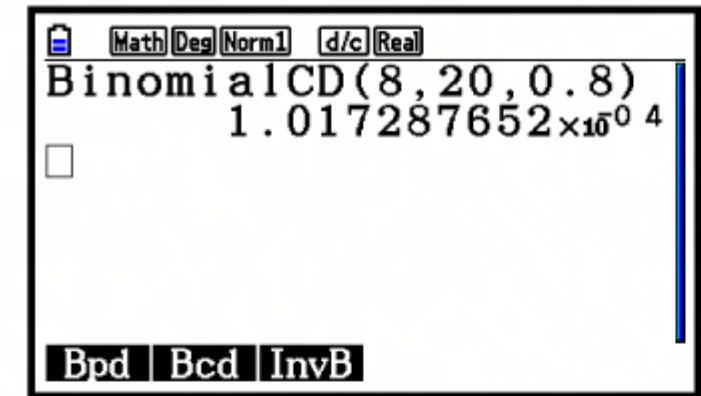 Math Deg Norm1 d/c Real
BinomialCD(8,20,0.8)
1.017287652×10⁻⁰⁴
Bpd Bcd InvB